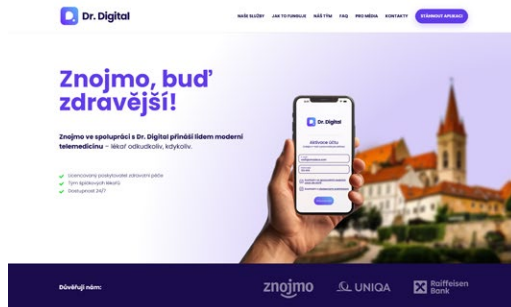 Dr. Digital
NAŠE SLUŽBY JAK TO FUNGUJE NÁŠ TÝM FAQ PRO MÉDIA KONTAKTY STÁHNOUT APLIKACI
Znojmo, buď
zdravější!
Znojmo ve spolupráci s Dr. Digital přináší lidem moderní
telemedicínu – lékař odkudkoliv, kdykoliv.
Licencovaný poskytovatel zdravotní péče
Tým špičkových lékařů
Dostupnost 24/7
Dr. Digital
Aktivace účtu
Důvěřují nám:
znojmo
UNIQA
Raiffeisen
Bank